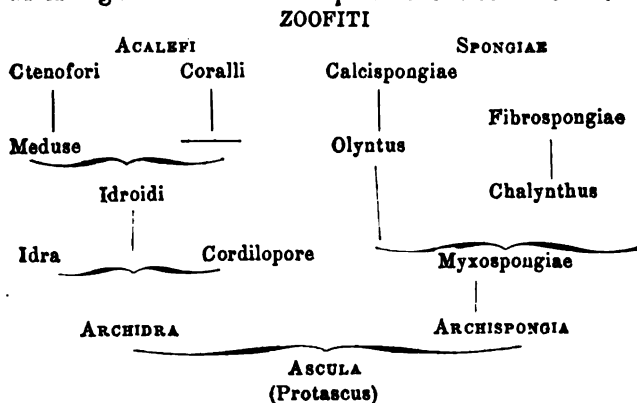 ZOOFITI
ACALEFI SPONGIAE
Ctenofori Coralli Calcispongiae
Fibrospongiae
Meduse Olyntus
Chalynthus
Idroidi
Idra Cordilopore
Myxospongiae
ARCHIDRA ARCHISPONGIA
ASCULA
(Protascus)